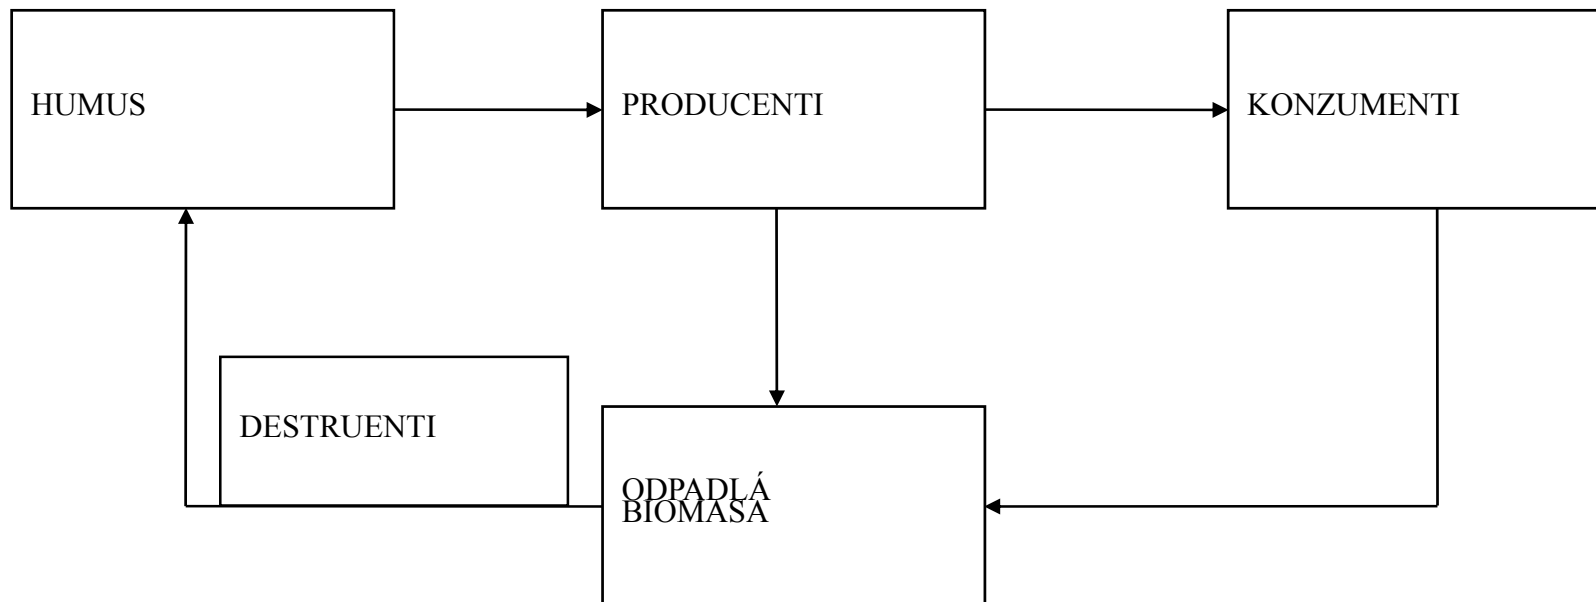 HUMUS
PRODUCENTI
KONZUMENTI
DESTRUENTI
ODPADLÁ
BIOMASA